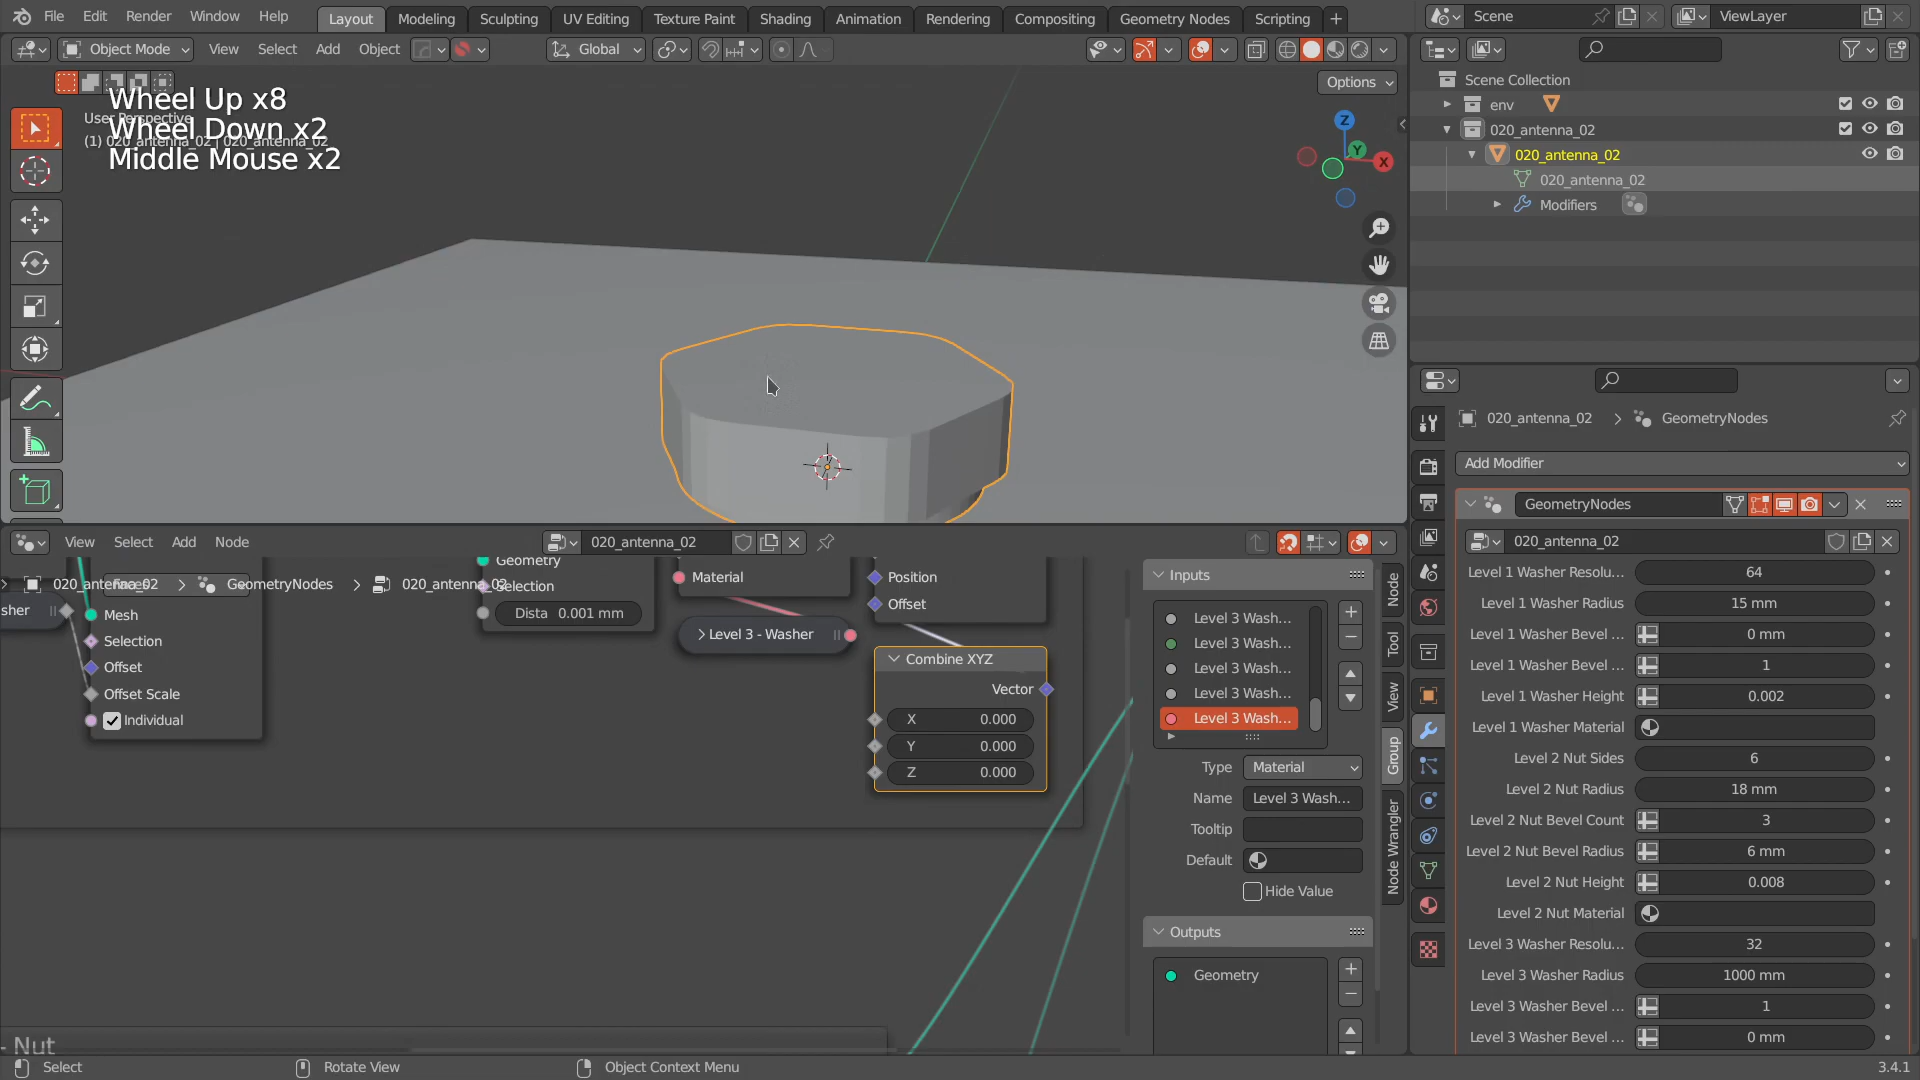 File Edit Render Window Help Layout Modeling Sculpting UV Editing Texture Paint Shading Animation Rendering Compositing Geometry Nodes Scripting + Scene ViewLayer
Object Mode View Select Add Object Global
Options
Wheel Up x8
Wheel Down x2
Middle Mouse x2
User Perspective
(1) 020_antenna_02 | 020_antenna_02
Z
Y
X
Scene Collection
env
020_antenna_02
020_antenna_02
020_antenna_02
Modifiers
020_antenna_02 > GeometryNodes
Add Modifier
GeometryNodes
020_antenna_02
Level 1 Washer Resolu... 64
Level 1 Washer Radius 15 mm
Level 1 Washer Bevel ... 0 mm
Level 1 Washer Bevel ... 1
Level 1 Washer Height 0.002
Level 1 Washer Material
Level 2 Nut Sides 6
Level 2 Nut Radius 18 mm
Level 2 Nut Bevel Count 3
Level 2 Nut Bevel Radius 6 mm
Level 2 Nut Height 0.008
Level 2 Nut Material
Level 3 Washer Resolu... 32
Level 3 Washer Radius 1000 mm
Level 3 Washer Bevel ... 1
Level 3 Washer Bevel ... 0 mm
View Select Add Node 020_antenna_02
020_antenna_02 > GeometryNodes > 020_antenna_02
Faces
sher
Mesh
Selection
Offset
Offset Scale
Individual
Geometry
Selection
Dista 0.001 mm
Material
Level 3 - Washer
Position
Offset
Combine XYZ
Vector
X 0.000
Y 0.000
Z 0.000
- Nut
Inputs
Level 3 Wash...
Level 3 Wash...
Level 3 Wash...
Level 3 Wash...
Level 3 Wash...
Type Material
Name Level 3 Wash...
Tooltip
Default
Hide Value
Outputs
Geometry
Node
Tool
View
Group
Node Wrangler
Select Rotate View Object Context Menu 3.4.1